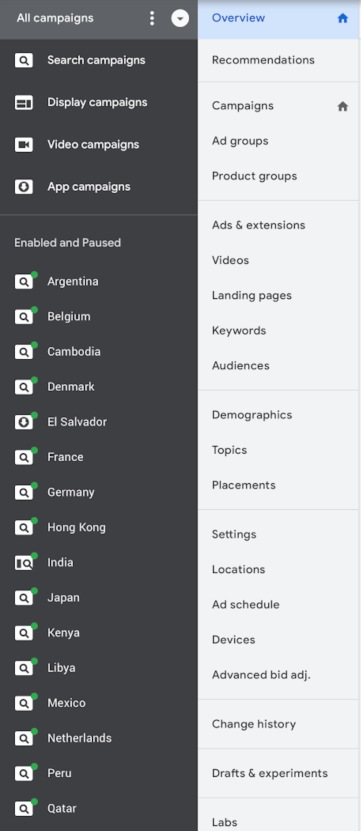 All campaigns
Search campaigns
Display campaigns
Video campaigns
App campaigns
Enabled and Paused
Argentina
Belgium
Cambodia
Denmark
El Salvador
France
Germany
Hong Kong
India
Japan
Kenya
Libya
Mexico
Netherlands
Peru
Qatar
Overview
Recommendations
Campaigns
Ad groups
Product groups
Ads & extensions
Videos
Landing pages
Keywords
Audiences
Demographics
Topics
Placements
Settings
Locations
Ad schedule
Devices
Advanced bid adj.
Change history
Drafts & experiments
Labs